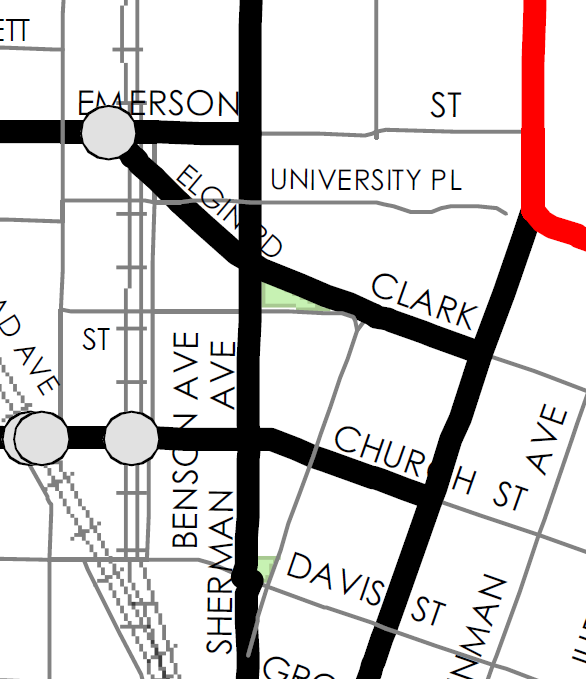 ETT
EMERSON ST
UNIVERSITY PL
ELGIN RD
CLARK
AD AVE
ST
BENSON AVE
AVE
CHURCH ST
AVE
SHERMAN
DAVIS ST
NMAN
GRO